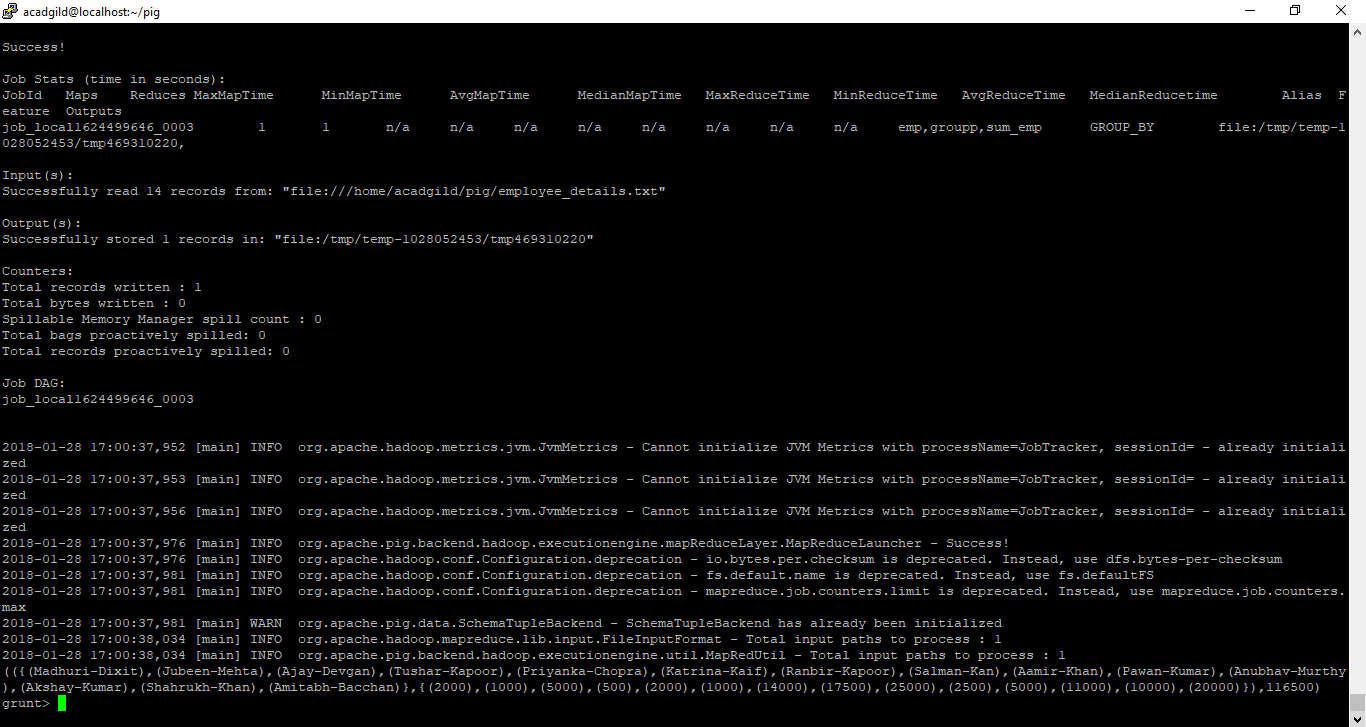 acadgild@localhost:~/pig
Success!
Job Stats (time in seconds):
JobId   Maps    Reduces MaxMapTime      MinMapTime      AvgMapTime      MedianMapTime   MaxReduceTime   MinReduceTime   AvgReduceTime   MedianReducetime        Alias  F
eature  Outputs
job_local1624499646_0003        1       1       n/a     n/a     n/a     n/a     n/a     n/a     n/a     n/a     emp,groupp,sum_emp      GROUP_BY        file:/tmp/temp-1
028052453/tmp469310220,
Input(s):
Successfully read 14 records from: "file:///home/acadgild/pig/employee_details.txt"
Output(s):
Successfully stored 1 records in: "file:/tmp/temp-1028052453/tmp469310220"
Counters:
Total records written : 1
Total bytes written : 0
Spillable Memory Manager spill count : 0
Total bags proactively spilled: 0
Total records proactively spilled: 0
Job DAG:
job_local1624499646_0003
2018-01-28 17:00:37,952 [main] INFO  org.apache.hadoop.metrics.jvm.JvmMetrics - Cannot initialize JVM Metrics with processName=JobTracker, sessionId= - already initiali
zed
2018-01-28 17:00:37,953 [main] INFO  org.apache.hadoop.metrics.jvm.JvmMetrics - Cannot initialize JVM Metrics with processName=JobTracker, sessionId= - already initiali
zed
2018-01-28 17:00:37,956 [main] INFO  org.apache.hadoop.metrics.jvm.JvmMetrics - Cannot initialize JVM Metrics with processName=JobTracker, sessionId= - already initiali
zed
2018-01-28 17:00:37,976 [main] INFO  org.apache.pig.backend.hadoop.executionengine.mapReduceLayer.MapReduceLauncher - Success!
2018-01-28 17:00:37,976 [main] INFO  org.apache.hadoop.conf.Configuration.deprecation - io.bytes.per.checksum is deprecated. Instead, use dfs.bytes-per-checksum
2018-01-28 17:00:37,981 [main] INFO  org.apache.hadoop.conf.Configuration.deprecation - fs.default.name is deprecated. Instead, use fs.defaultFS
2018-01-28 17:00:37,981 [main] INFO  org.apache.hadoop.conf.Configuration.deprecation - mapreduce.job.counters.limit is deprecated. Instead, use mapreduce.job.counters.
max
2018-01-28 17:00:37,981 [main] WARN  org.apache.pig.data.SchemaTupleBackend - SchemaTupleBackend has already been initialized
2018-01-28 17:00:38,034 [main] INFO  org.apache.hadoop.mapreduce.lib.input.FileInputFormat - Total input paths to process : 1
2018-01-28 17:00:38,034 [main] INFO  org.apache.pig.backend.hadoop.executionengine.util.MapRedUtil - Total input paths to process : 1
(({(Madhuri-Dixit),(Jubeen-Mehta),(Ajay-Devgan),(Tushar-Kapoor),(Priyanka-Chopra),(Katrina-Kaif),(Ranbir-Kapoor),(Salman-Kan),(Aamir-Khan),(Pawan-Kumar),(Anubhav-Murthy
),(Akshay-Kumar),(Shahrukh-Khan),(Amitabh-Bacchan)},{(2000),(1000),(5000),(500),(2000),(1000),(14000),(17500),(25000),(2500),(5000),(11000),(10000),(20000)}),116500)
grunt>